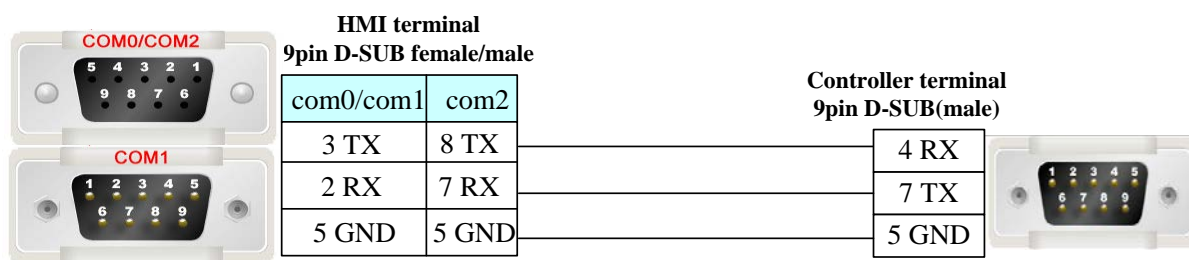 COM0/COM2
5 4 3 2 1
9 8 7 6
COM1
1 2 3 4 5
6 7 8 9
HMI terminal
9pin D-SUB female/male
com0/com1 com2
3 TX 8 TX
2 RX 7 RX
5 GND 5 GND
Controller terminal
9pin D-SUB(male)
4 RX
7 TX
5 GND
1 2 3 4 5
6 7 8 9